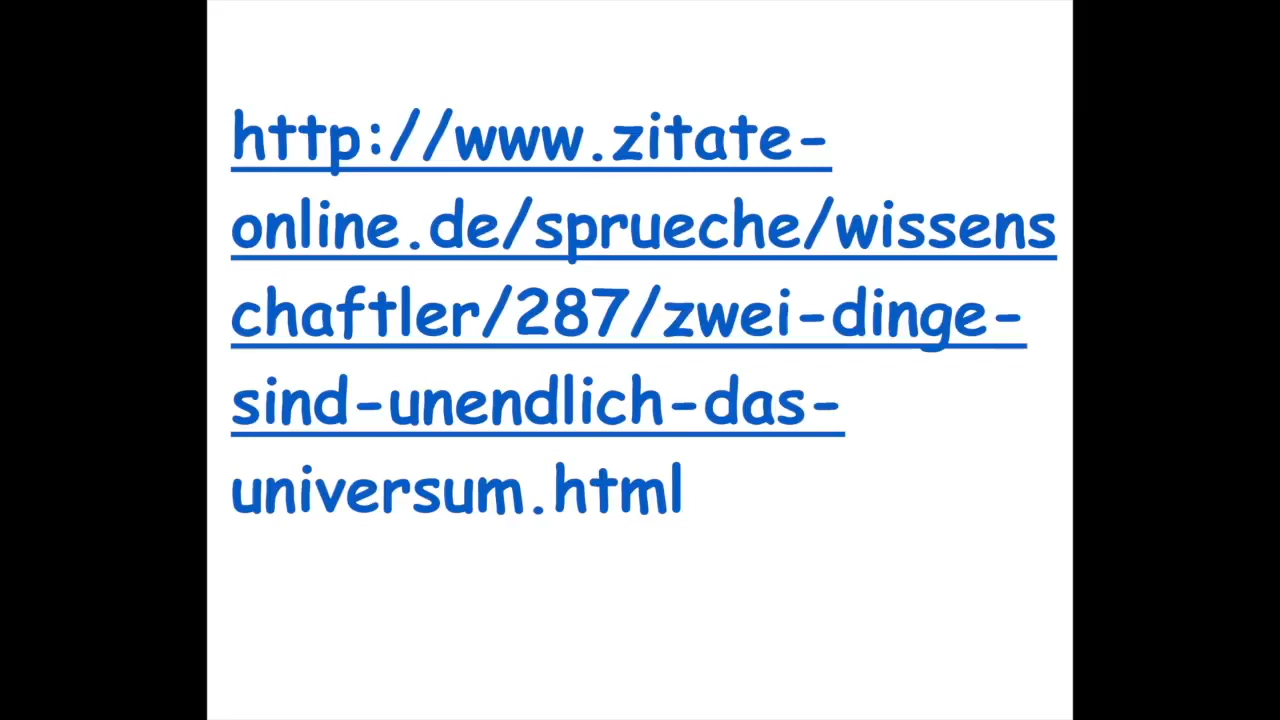 http://www.zitate-
online.de/sprueche/wissens
chaftler/287/zwei-dinge-
sind-unendlich-das-
universum.html